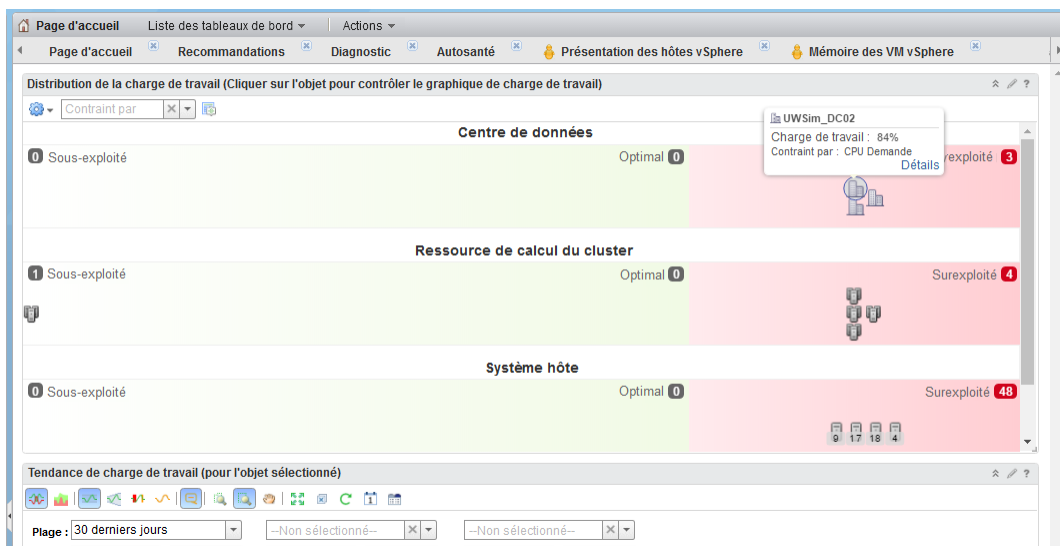 Page d'accueil Liste des tableaux de bord Actions
Page d'accueil Recommandations Diagnostic Autosanté Présentation des hôtes vSphere Mémoire des VM vSphere
Distribution de la charge de travail (Cliquer sur l'objet pour contrôler le graphique de charge de travail) ?
Contraint par
UWSim_DC02
Charge de travail : 84%
Contraint par : CPU Demande
Détails
Centre de données
0 Sous-exploité Optimal 0 rexploité 3
Ressource de calcul du cluster
1 Sous-exploité Optimal 0 Surexploité 4
Système hôte
0 Sous-exploité Optimal 0 Surexploité 48
9 17 18 4
Tendance de charge de travail (pour l'objet sélectionné) ?
1
Plage : 30 derniers jours --Non sélectionné-- --Non sélectionné--